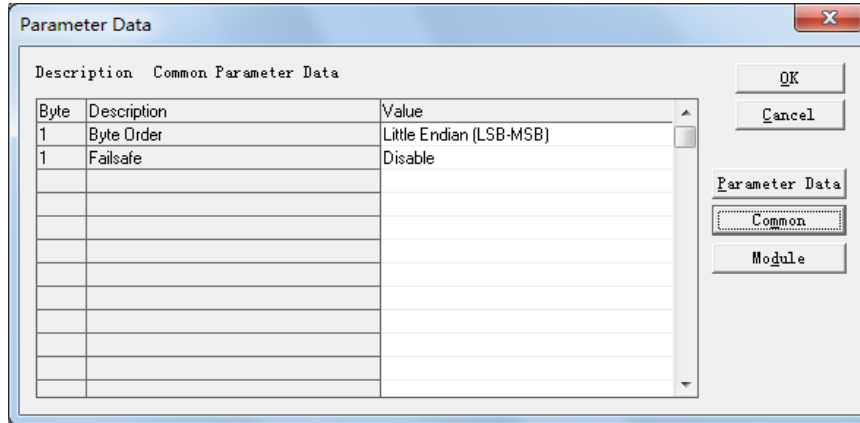 Parameter Data
Description Common Parameter Data
OK
Cancel
Byte Description Value
1 Byte Order Little Endian (LSB-MSB)
1 Failsafe Disable
Parameter Data
Common
Module